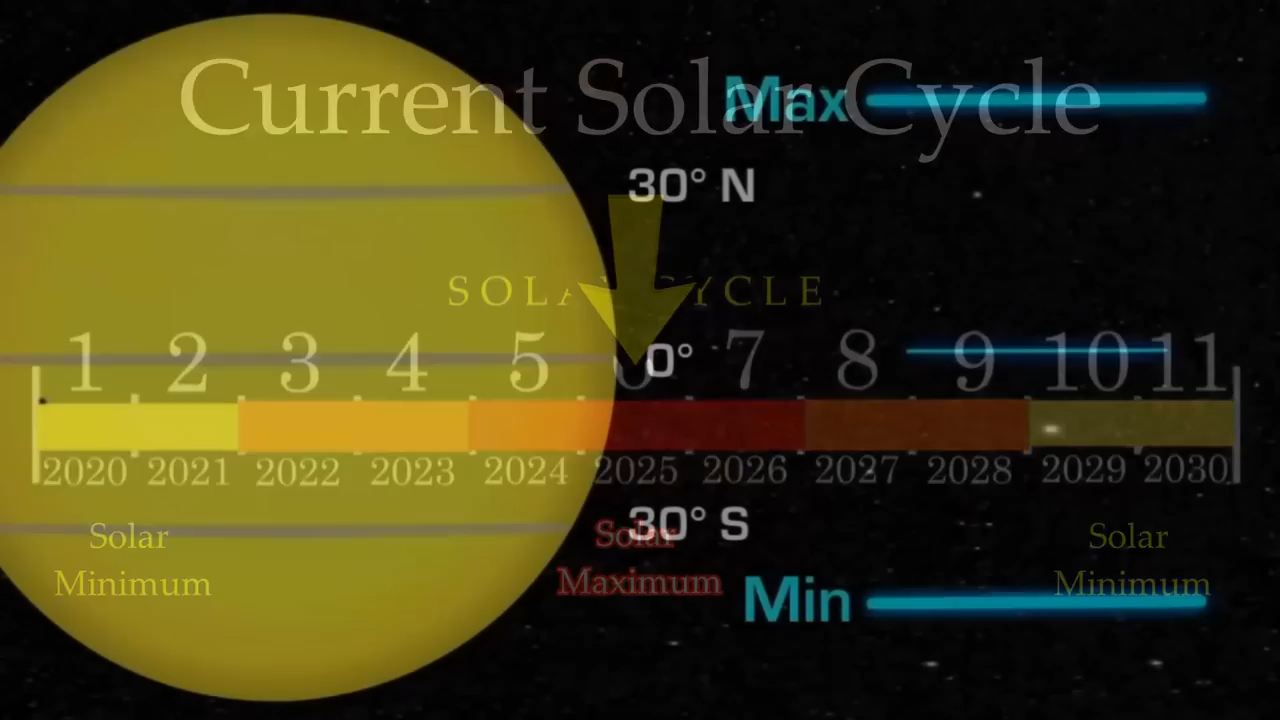 Current Solar Cycle
Max
30° N
SOLAR CYCLE
1 2 3 4 5 6 7 8 9 10 11
0°
2020 2021 2022 2023 2024 2025 2026 2027 2028 2029 2030
30° S
Solar Minimum
Solar Maximum
Solar Minimum
Min